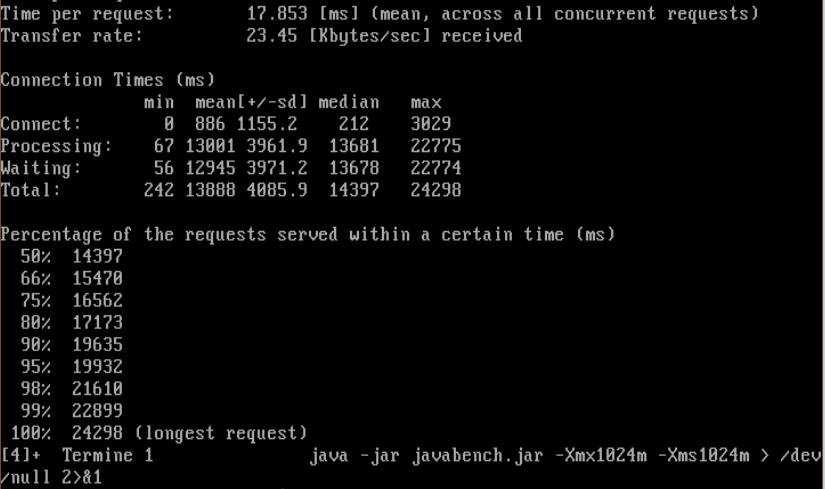 Time per request: 17.853 [ms] (mean, across all concurrent requests)
Transfer rate: 23.45 [Kbytes/sec] received
Connection Times (ms)
min mean[+/-sd] median max
Connect: 0 886 1155.2 212 3029
Processing: 67 13001 3961.9 13681 22775
Waiting: 56 12945 3971.2 13678 22774
Total: 242 13888 4085.9 14397 24298
Percentage of the requests served within a certain time (ms)
50% 14397
66% 15470
75% 16562
80% 17173
90% 19635
95% 19932
98% 21610
99% 22899
100% 24298 (longest request)
[4]+ Termine 1 java -jar javabench.jar -Xmx1024m -Xms1024m > /dev
/null 2>&1